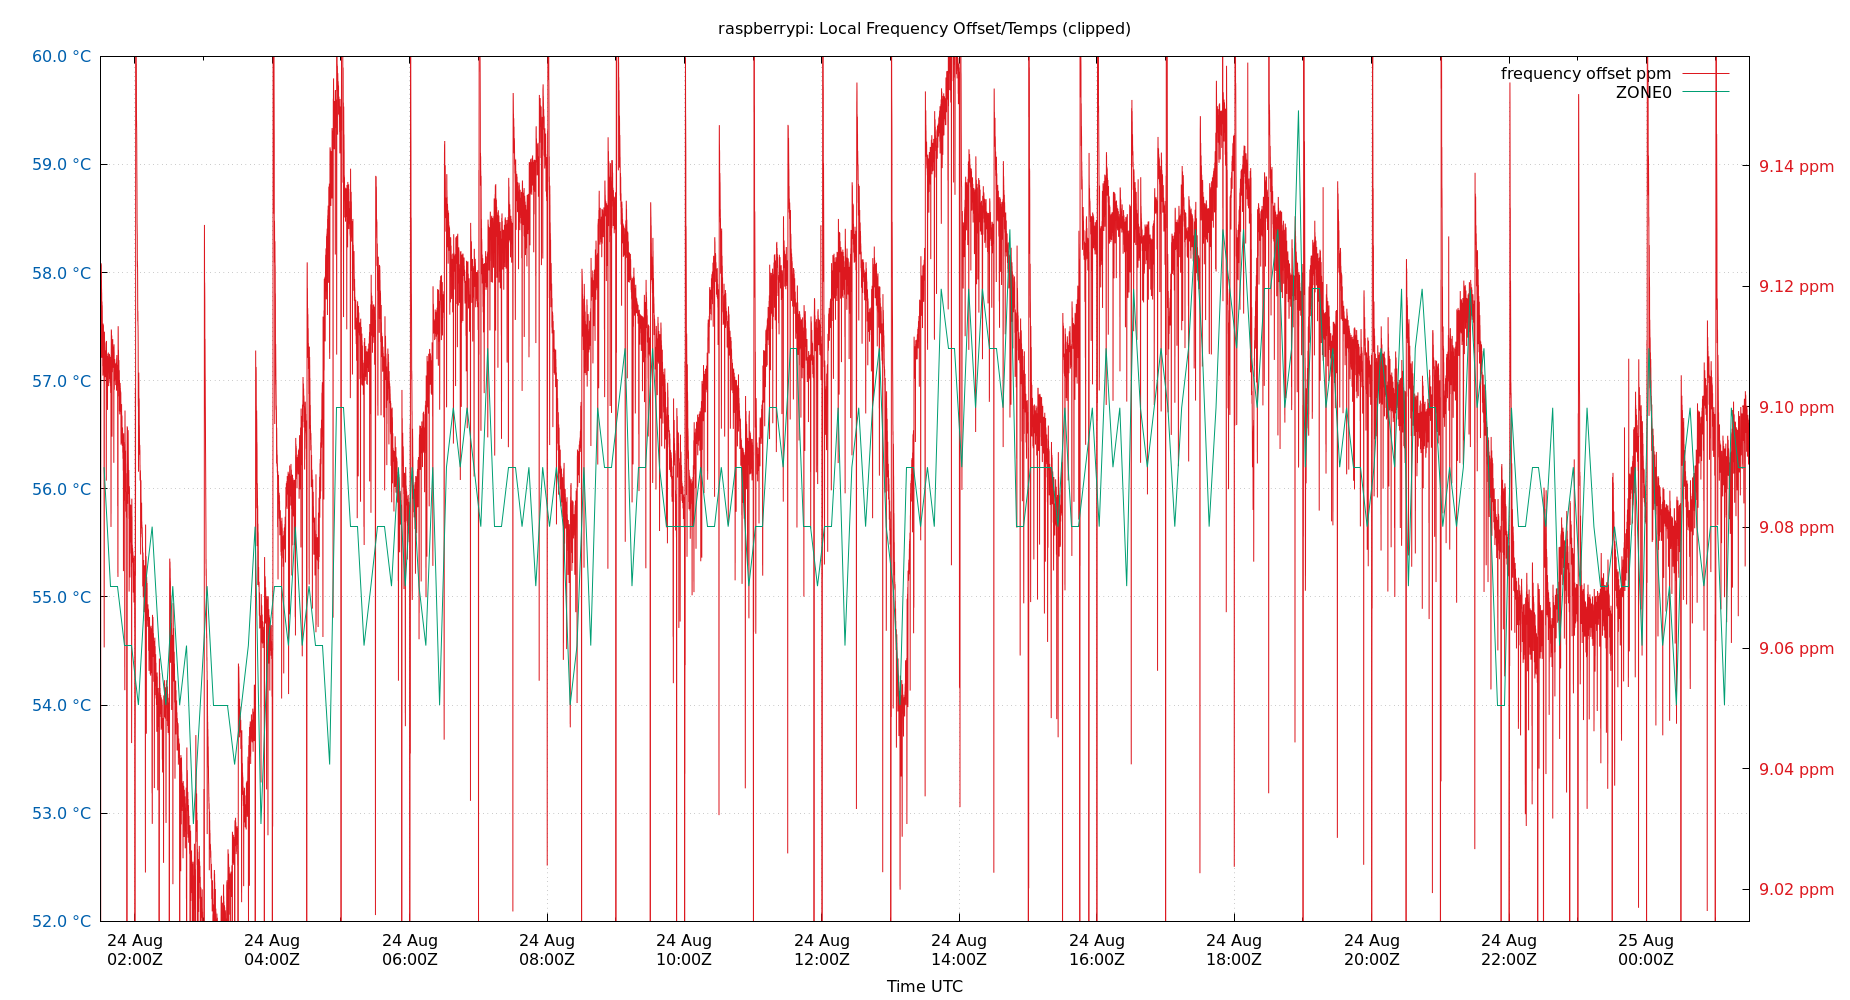 raspberrypi: Local Frequency Offset/Temps (clipped)
60.0 °C
59.0 °C
58.0 °C
57.0 °C
56.0 °C
55.0 °C
54.0 °C
53.0 °C
52.0 °C
frequency offset ppm
ZONE0
9.14 ppm
9.12 ppm
9.10 ppm
9.08 ppm
9.06 ppm
9.04 ppm
9.02 ppm
24 Aug 24 Aug 24 Aug 24 Aug 24 Aug 24 Aug 24 Aug 24 Aug 24 Aug 24 Aug 24 Aug 25 Aug
02:00Z 04:00Z 06:00Z 08:00Z 10:00Z 12:00Z 14:00Z 16:00Z 18:00Z 20:00Z 22:00Z 00:00Z
Time UTC